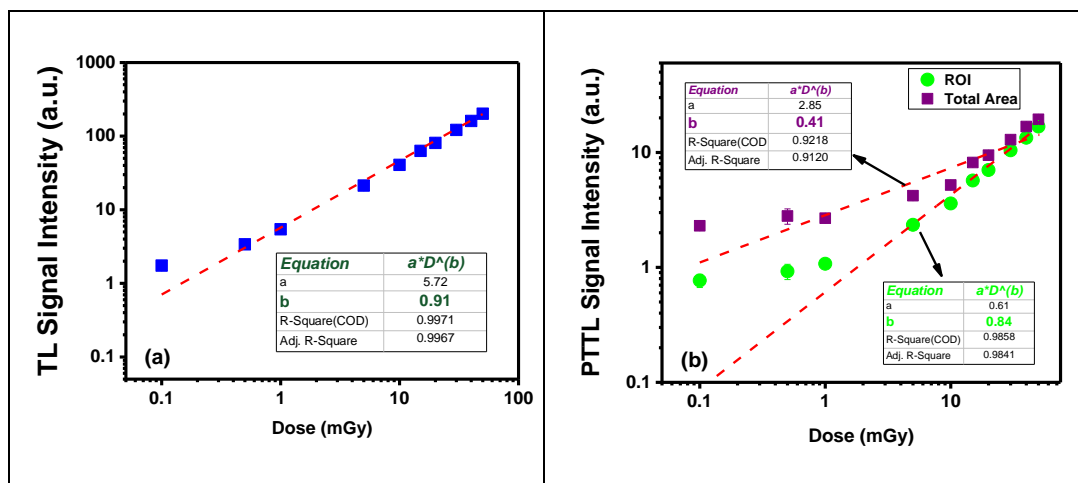 TL Signal Intensity (a.u.)
1000
100
10
1
0.1
Equation a*D^(b)
a 5.72
b 0.91
R-Square(COD) 0.9971
Adj. R-Square 0.9967
(a)
0.1 1 10 100
Dose (mGy)
PTTL Signal Intensity (a.u.)
10
1
0.1
ROI
Total Area
Equation a*D^(b)
a 2.85
b 0.41
R-Square(COD 0.9218
Adj. R-Square 0.9120
Equation a*D^(b)
a 0.61
b 0.84
R-Square(COD) 0.9858
Adj. R-Square 0.9841
(b)
0.1 1 10
Dose (mGy)